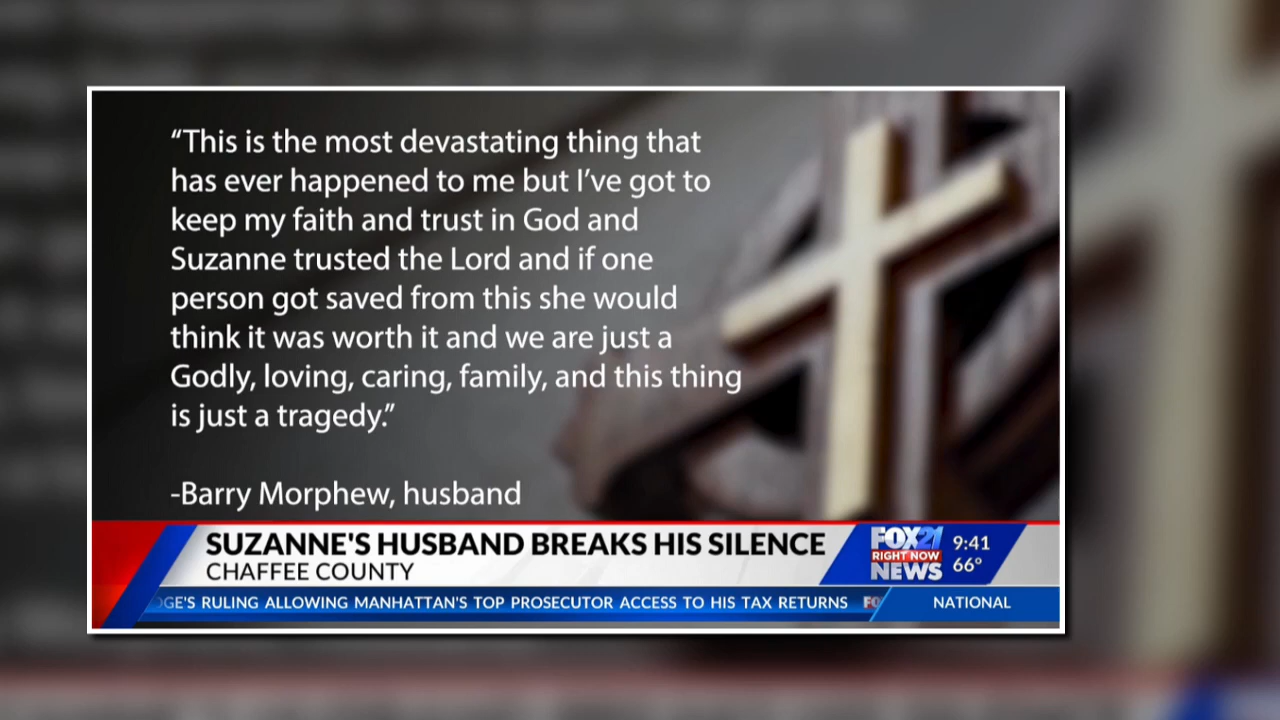 “This is the most devastating thing that
has ever happened to me but I’ve got to
keep my faith and trust in God and
Suzanne trusted the Lord and if one
person got saved from this she would
think it was worth it and we are just a
Godly, loving, caring, family, and this thing
is just a tragedy.”
-Barry Morphew, husband
SUZANNE'S HUSBAND BREAKS HIS SILENCE
CHAFFEE COUNTY
FOX21
RIGHT NOW
NEWS
9:41
66°
RULING ALLOWING MANHATTAN'S TOP PROSECUTOR ACCESS TO HIS TAX RETURNS
NATIONAL